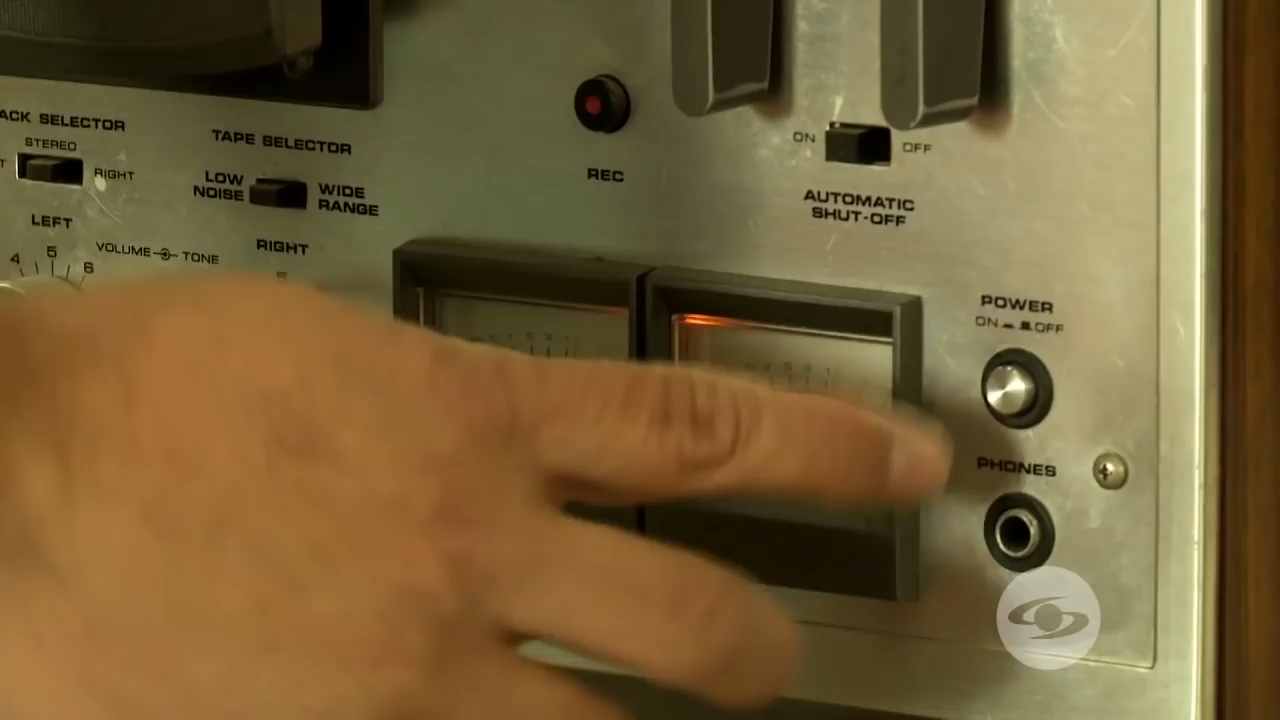 ACK SELECTOR
STEREO
T
RIGHT
LEFT
4 5 6
VOLUME TONE
TAPE SELECTOR
LOW
NOISE
WIDE
RANGE
RIGHT
5
REC
ON OFF
AUTOMATIC
SHUT-OFF
POWER
ON OFF
PHONES